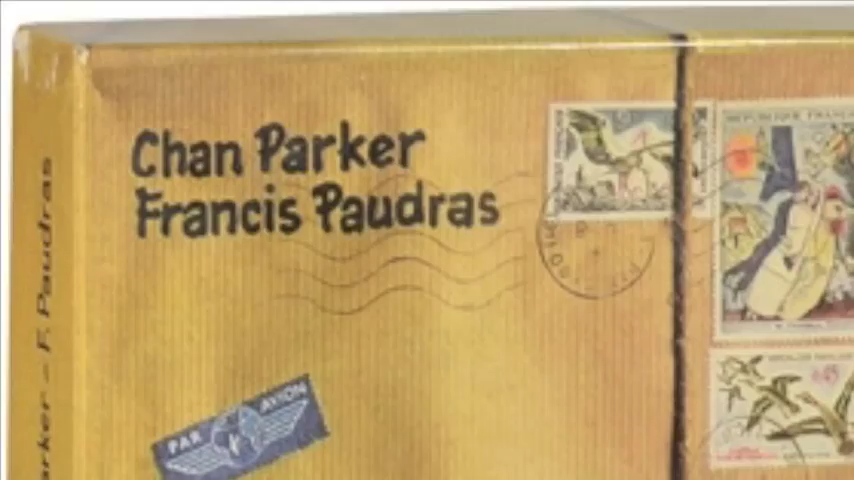 Chan Parker
Francis Paudras
PAR AVION
arker – F. Paudras